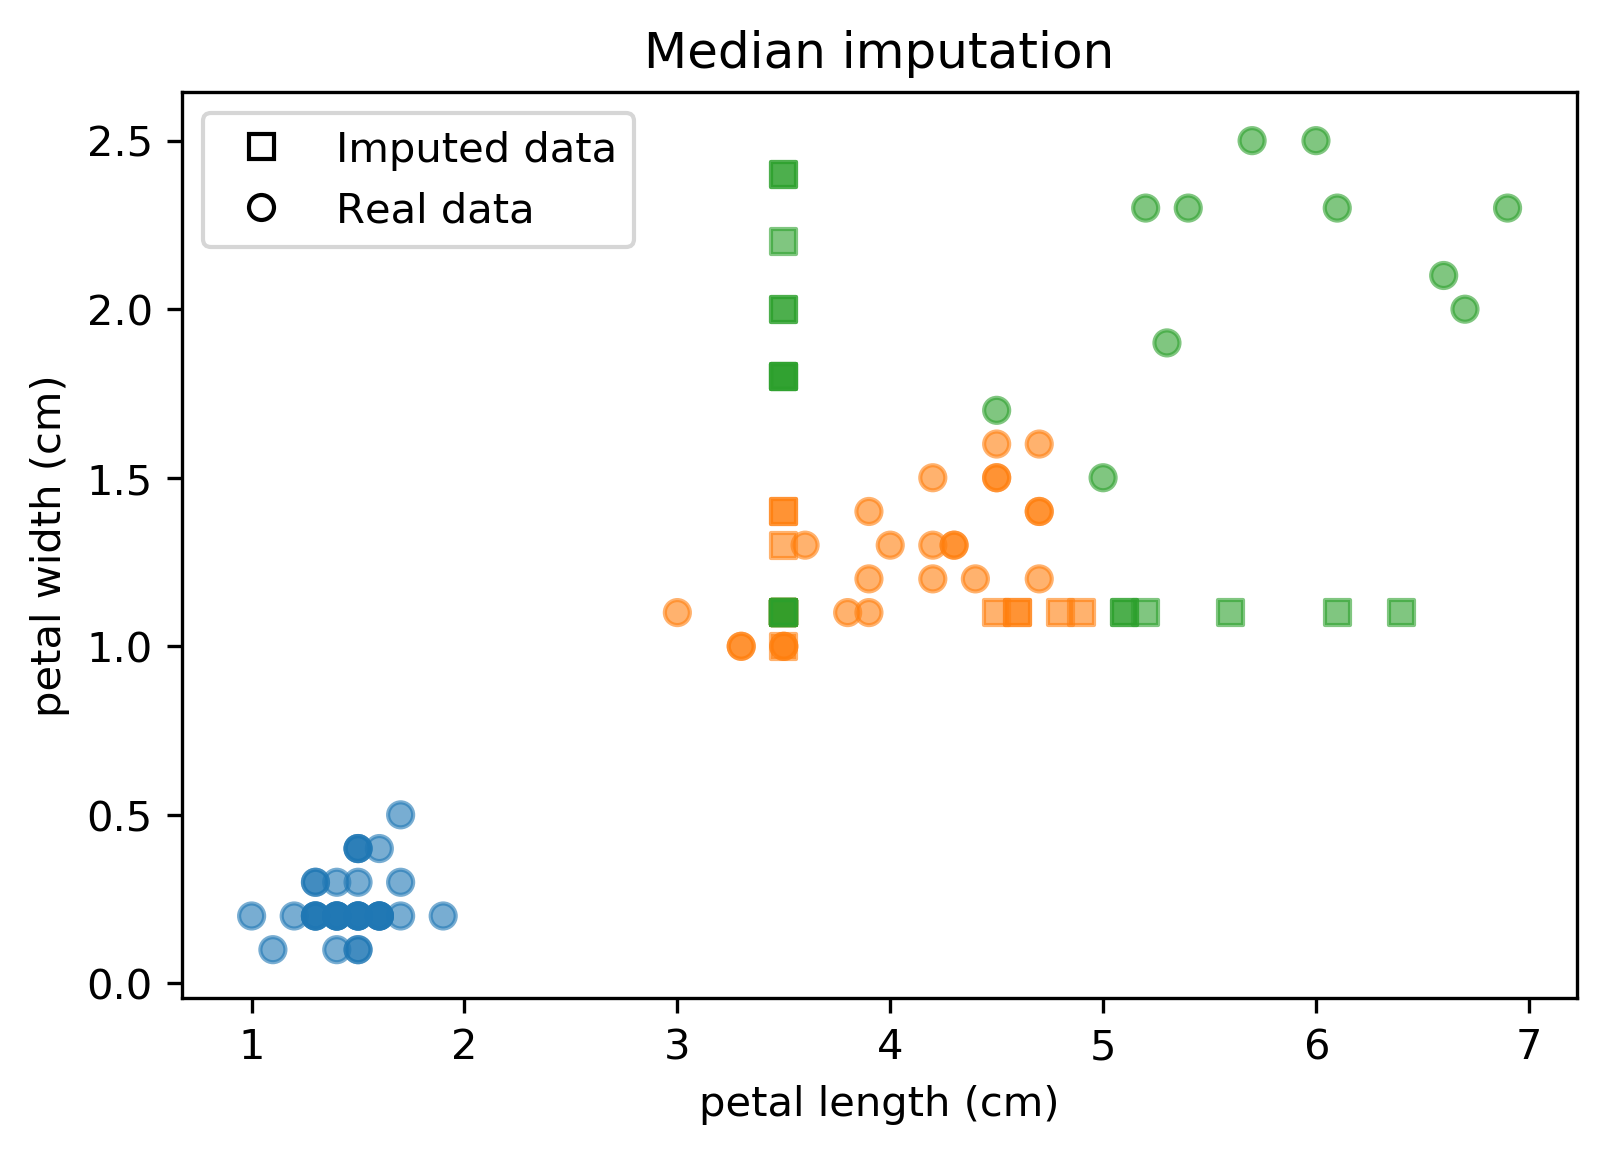 Median imputation
Imputed data
Real data
2.5
2.0
1.5
1.0
0.5
0.0
petal width (cm)
1 2 3 4 5 6 7
petal length (cm)